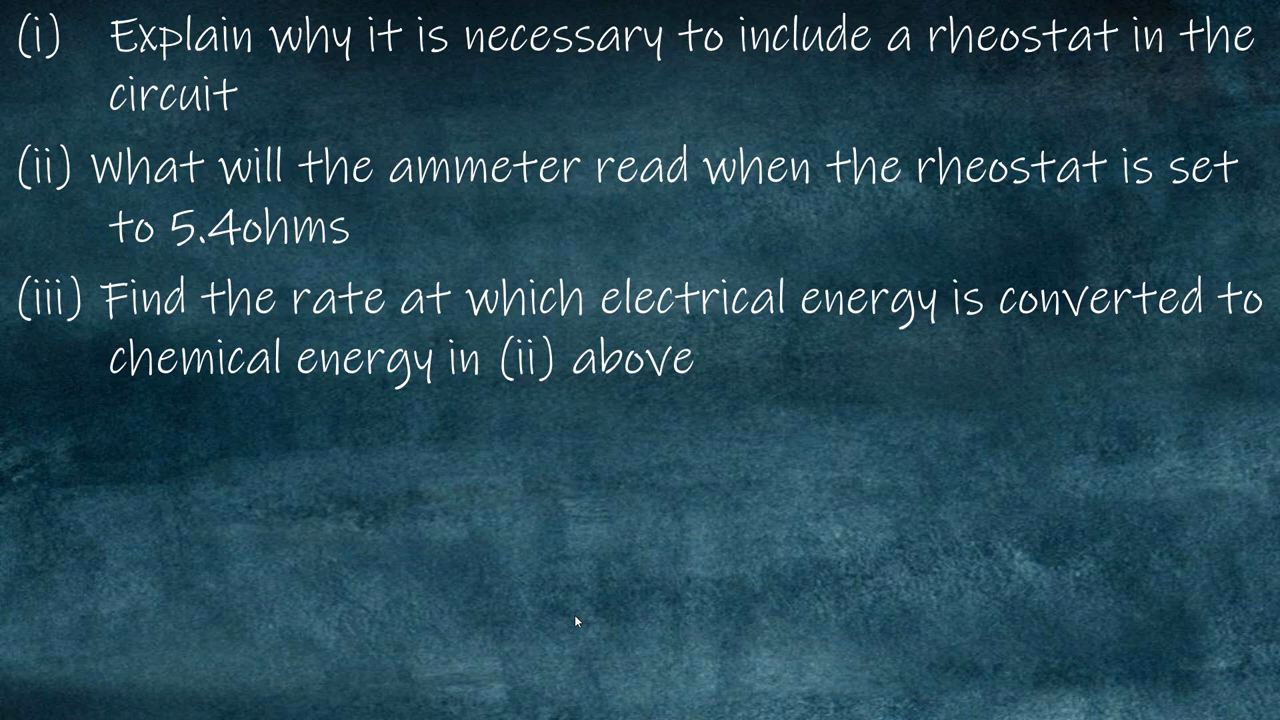 (i) Explain why it is necessary to include a rheostat in the
circuit
(ii) What will the ammeter read when the rheostat is set
to 5.4ohms
(iii) Find the rate at which electrical energy is converted to
chemical energy in (ii) above